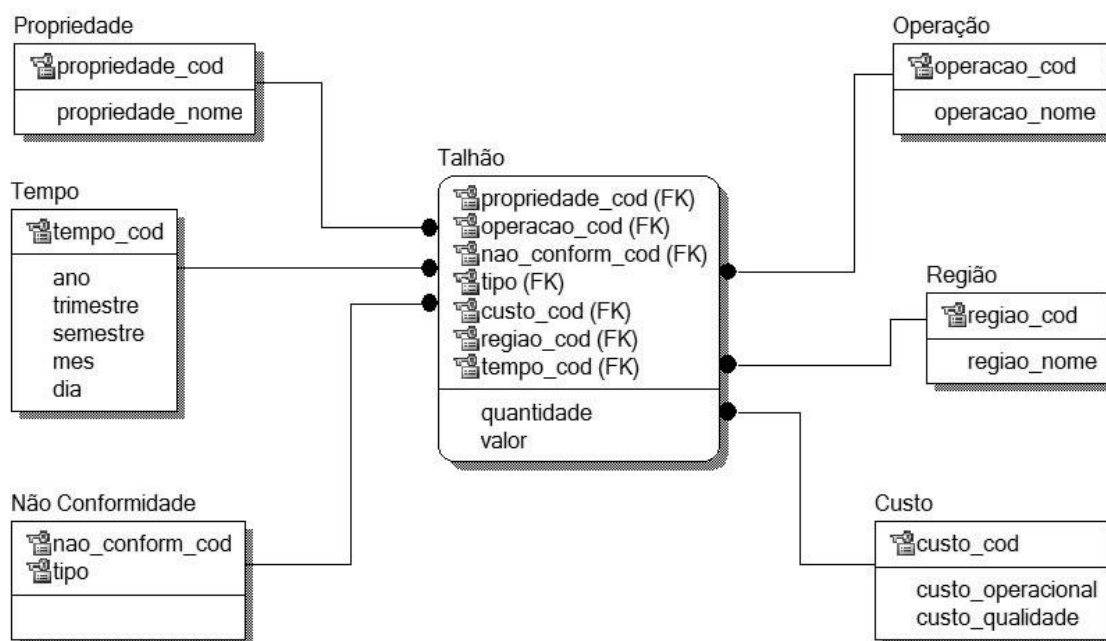 Propriedade
propriedade_cod
propriedade_nome
Tempo
tempo_cod
ano
trimestre
semestre
mes
dia
Não Conformidade
nao_conform_cod
tipo
Talhão
propriedade_cod (FK)
operacao_cod (FK)
nao_conform_cod (FK)
tipo (FK)
custo_cod (FK)
regiao_cod (FK)
tempo_cod (FK)
quantidade
valor
Operação
operacao_cod
operacao_nome
Região
regiao_cod
regiao_nome
Custo
custo_cod
custo_operacional
custo_qualidade